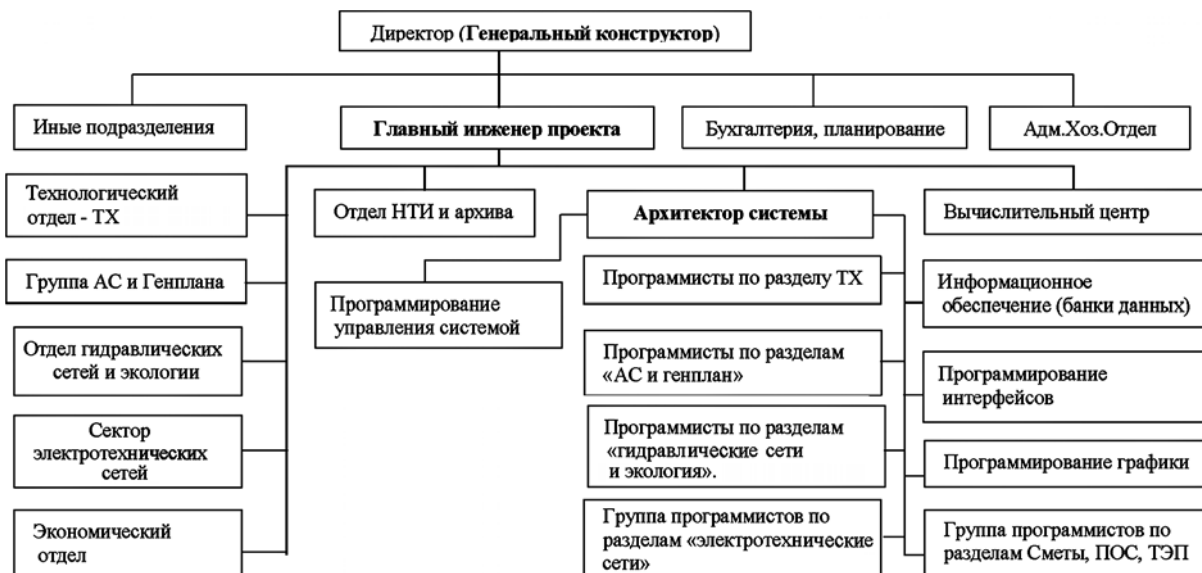 Директор (Генеральный конструктор)
Иные подразделения
Главный инженер проекта
Бухгалтерия, планирование
Адм.Хоз.Отдел
Технологический
отдел - ТХ
Отдел НТИ и архива
Архитектор системы
Вычислительный центр
Группа АС и Генплана
Программирование
управления системой
Программисты по разделу ТХ
Информационное
обеспечение (банки данных)
Отдел гидравлических
сетей и экологии
Программисты по разделам
«АС и генплан»
Программирование
интерфейсов
Сектор
электротехнических
сетей
Программисты по разделам
«гидравлические сети
и экология».
Программирование графики
Экономический
отдел
Группа программистов по
разделам «электротехнические
сети»
Группа программистов по
разделам Сметы, ПОС, ТЭП